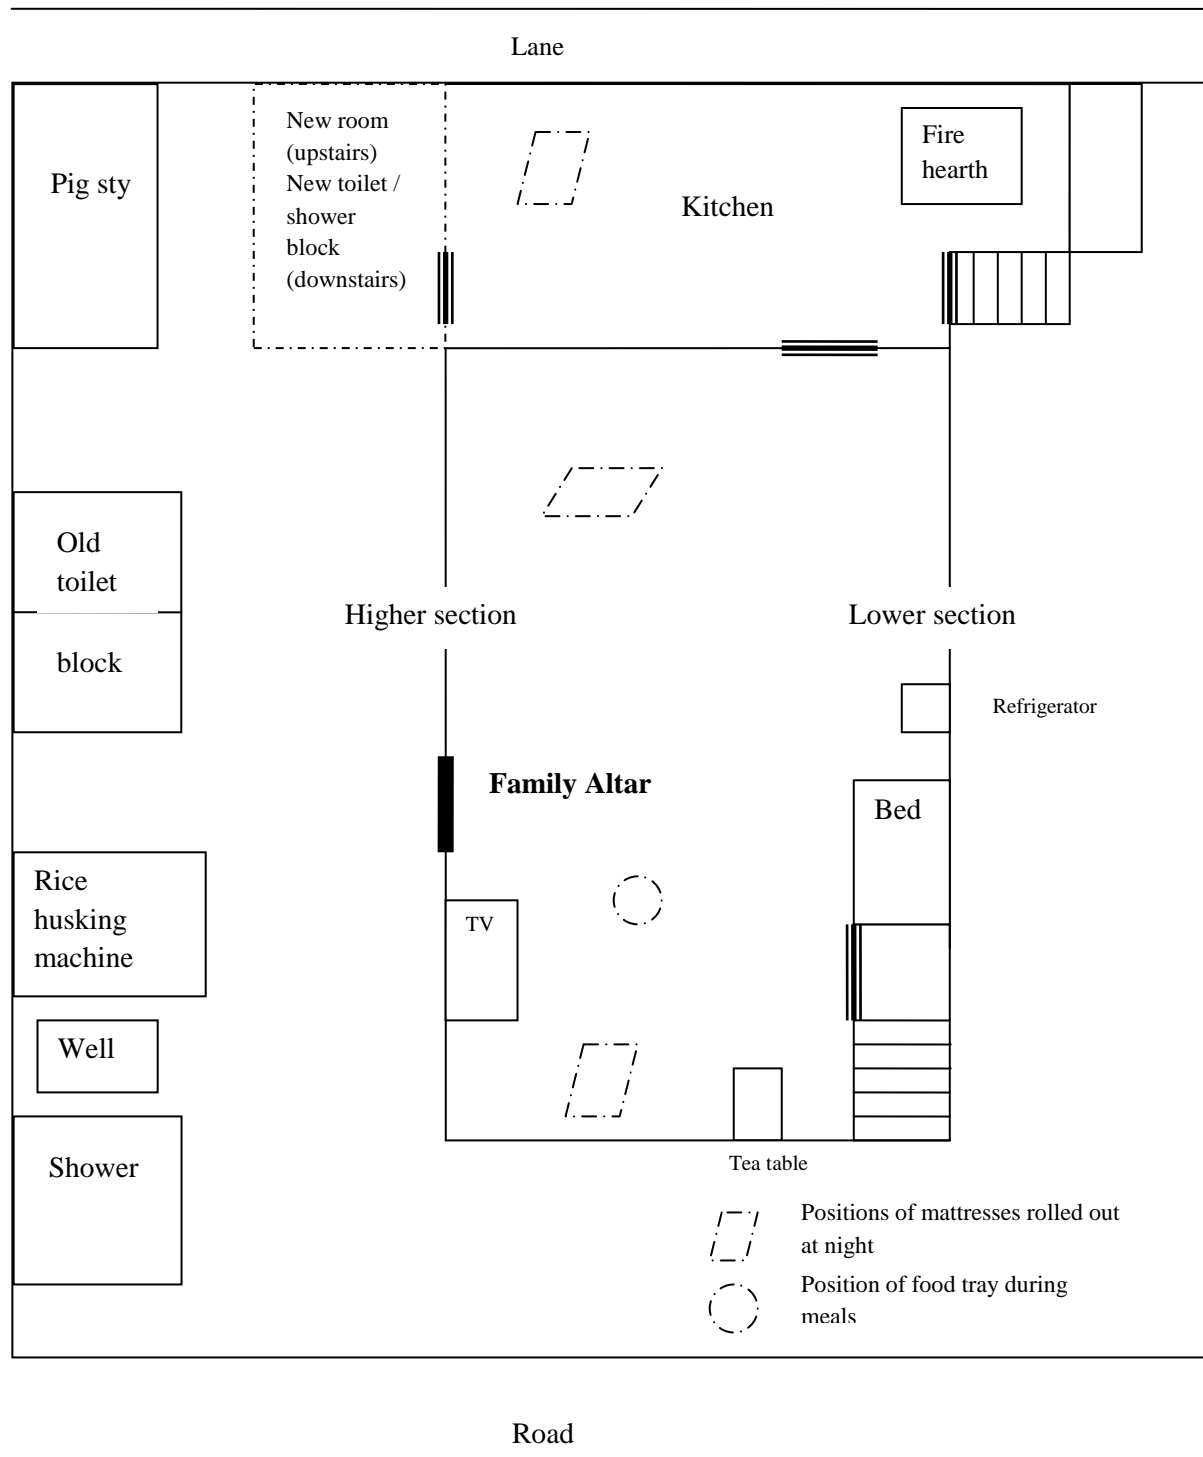 Lane
Pig sty
New room
(upstairs)
New toilet /
shower
block
(downstairs)
Kitchen
Fire
hearth
Old
toilet
block
Higher section
Lower section
Refrigerator
Family Altar
Bed
Rice
husking
machine
TV
Well
Shower
Tea table
Positions of mattresses rolled out
at night
Position of food tray during
meals
Road